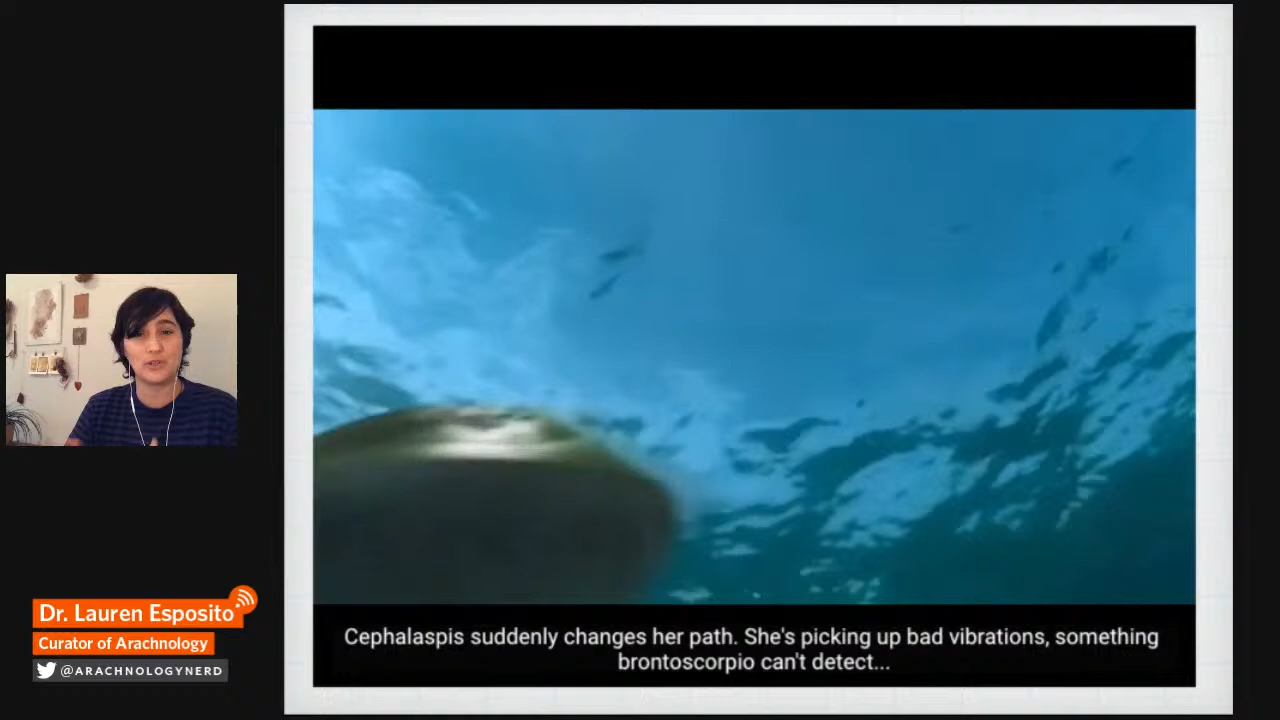 Dr. Lauren Esposito
Curator of Arachnology
@ARACHNOLOGYNERD
Cephalaspis suddenly changes her path. She's picking up bad vibrations, something
brontoscorpio can't detect...